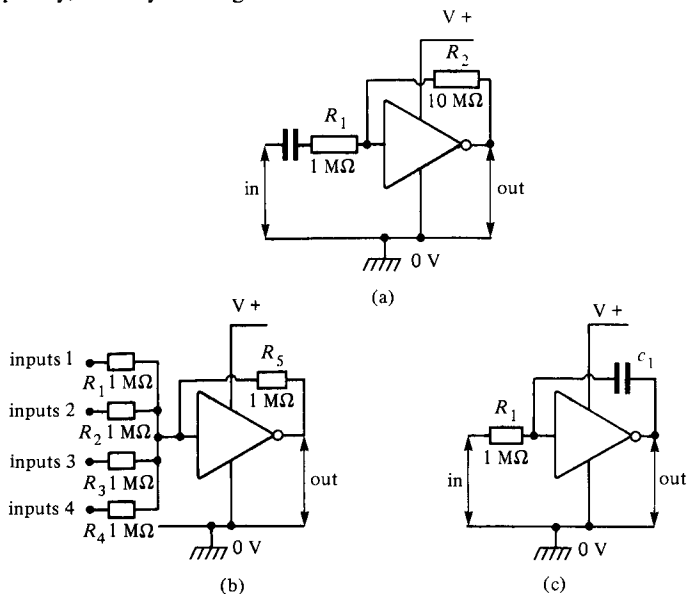 V +
R2
10 MΩ
R1
1 MΩ
in
out
0 V
(a)
V +
inputs 1
R1 1 MΩ
inputs 2
R2 1 MΩ
inputs 3
R3 1 MΩ
inputs 4
R4 1 MΩ
R5
1 MΩ
out
0 V
(b)
V +
c1
R1
1 MΩ
in
out
0 V
(c)